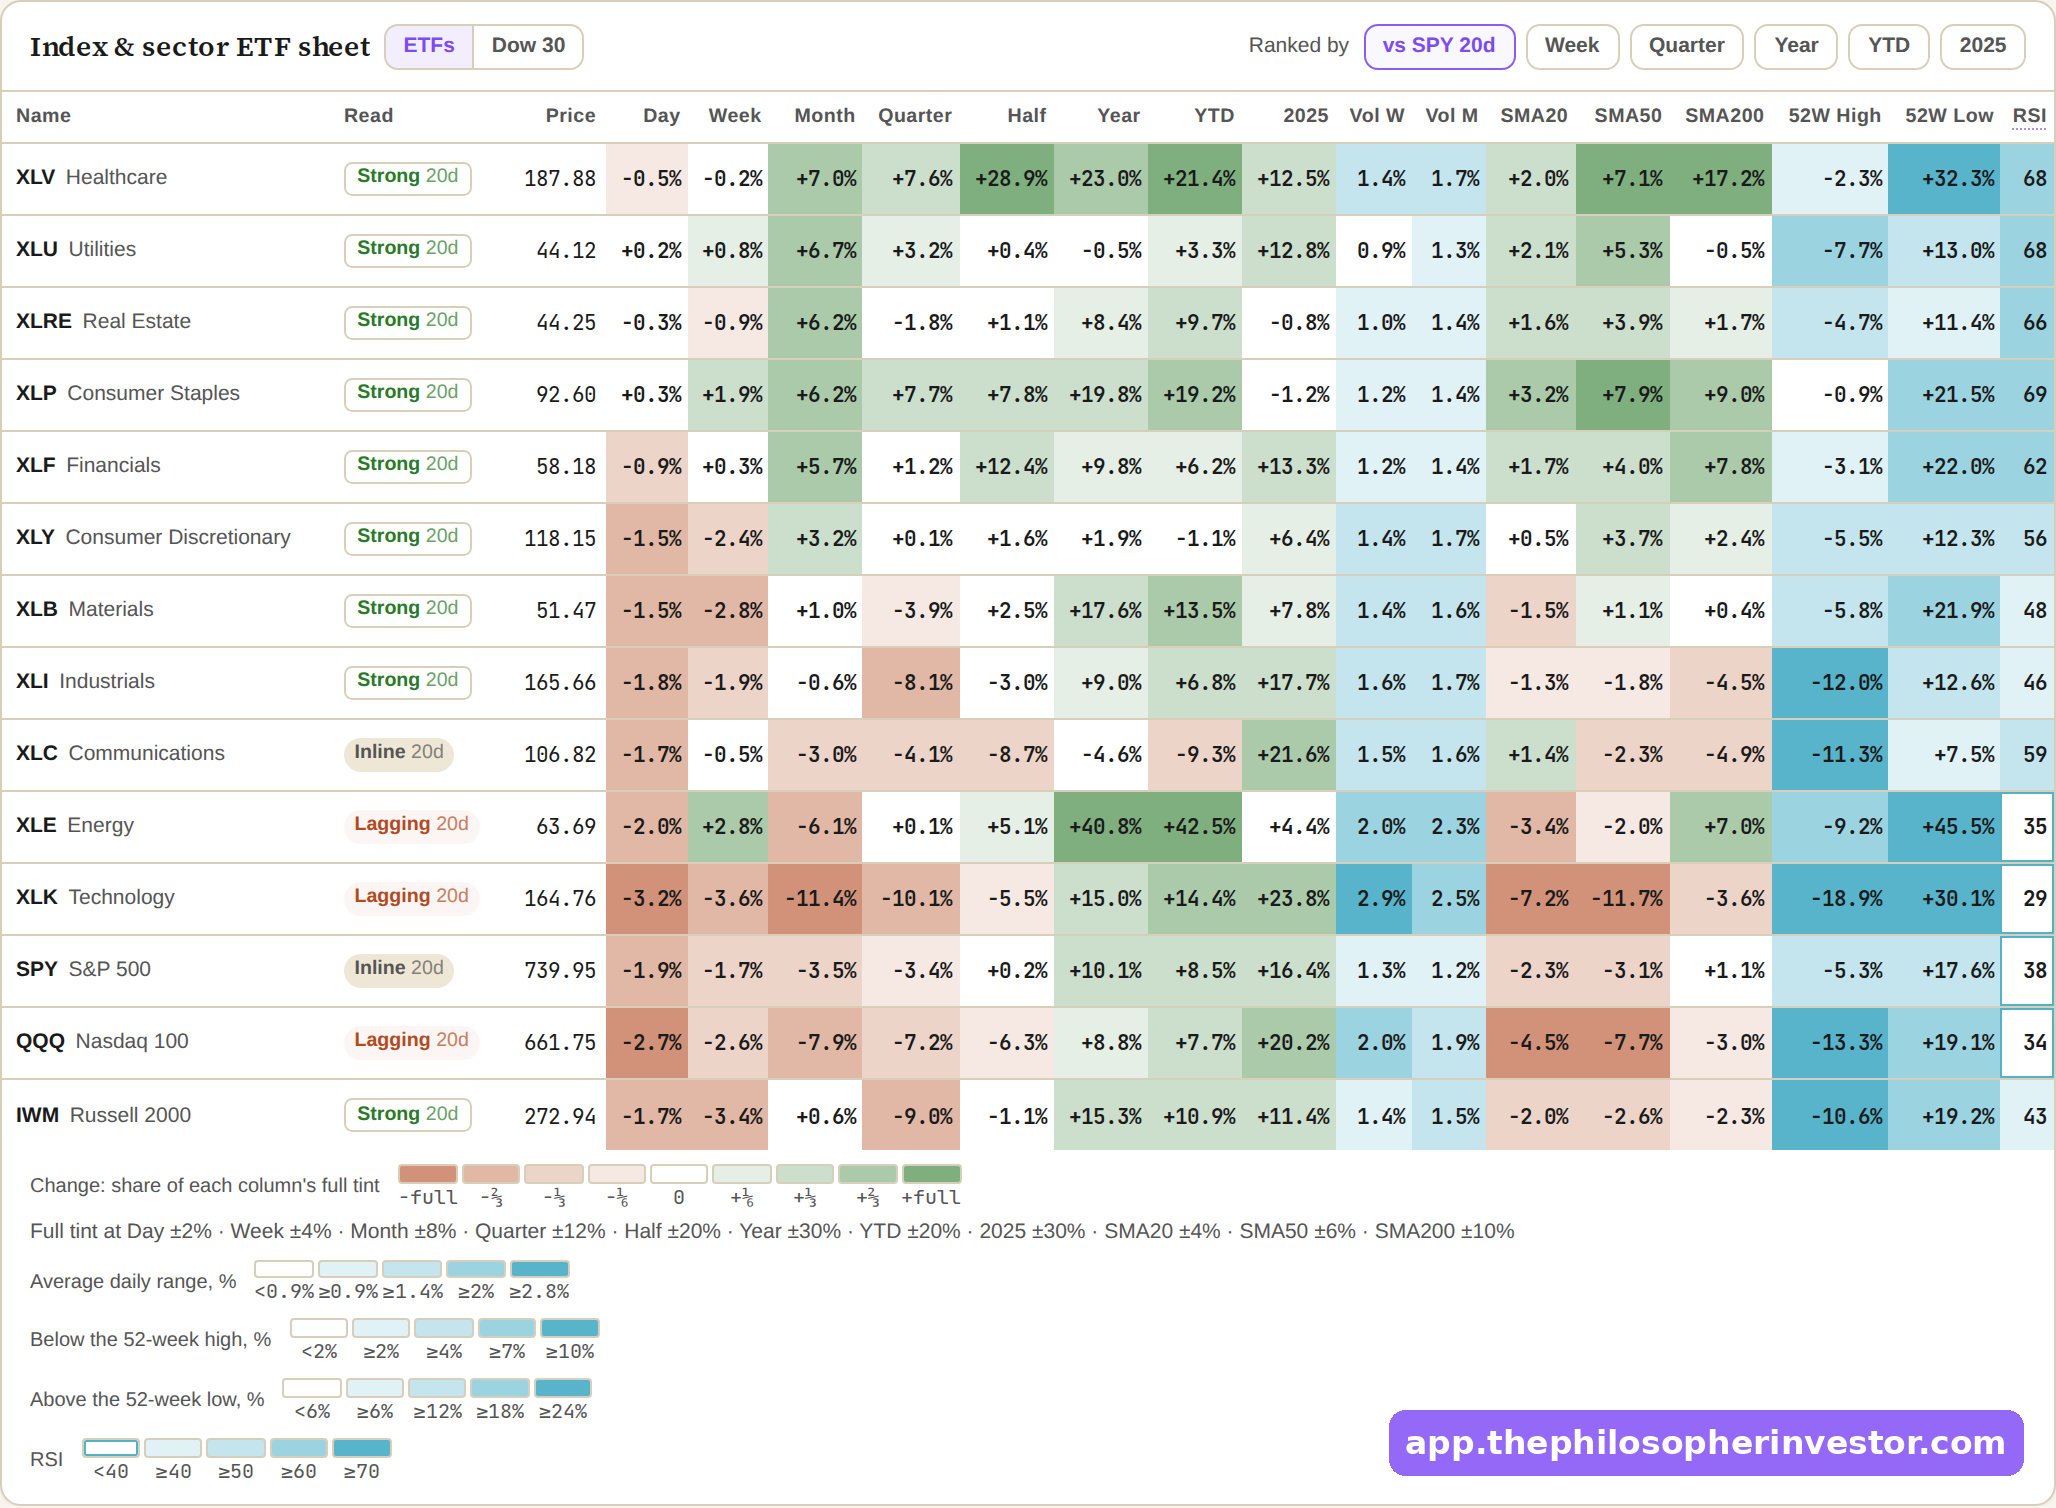 Index & sector ETF sheet ETFs Dow 30 Ranked by vs SPY 20d Week Quarter Year YTD 2025
Name Read Price Day Week Month Quarter Half Year YTD 2025 Vol W Vol M SMA20 SMA50 SMA200 52W High 52W Low RSI
XLV Healthcare Strong 20d 187.88 -0.5% -0.2% +7.0% +7.6% +28.9% +23.0% +21.4% +12.5% 1.4% 1.7% +2.0% +7.1% +17.2% -2.3% +32.3% 68
XLU Utilities Strong 20d 44.12 +0.2% +0.8% +6.7% +3.2% +0.4% -0.5% +3.3% +12.8% 0.9% 1.3% +2.1% +5.3% -0.5% -7.7% +13.0% 68
XLRE Real Estate Strong 20d 44.25 -0.3% -0.9% +6.2% -1.8% +1.1% +8.4% +9.7% -0.8% 1.0% 1.4% +1.6% +3.9% +1.7% -4.7% +11.4% 66
XLP Consumer Staples Strong 20d 92.60 +0.3% +1.9% +6.2% +7.7% +7.8% +19.8% +19.2% -1.2% 1.2% 1.4% +3.2% +7.9% +9.0% -0.9% +21.5% 69
XLF Financials Strong 20d 58.18 -0.9% +0.3% +5.7% +1.2% +12.4% +9.8% +6.2% +13.3% 1.2% 1.4% +1.7% +4.0% +7.8% -3.1% +22.0% 62
XLY Consumer Discretionary Strong 20d 118.15 -1.5% -2.4% +3.2% +0.1% +1.6% +1.9% -1.1% +6.4% 1.4% 1.7% +0.5% +3.7% +2.4% -5.5% +12.3% 56
XLB Materials Strong 20d 51.47 -1.5% -2.8% +1.0% -3.9% +2.5% +17.6% +13.5% +7.8% 1.4% 1.6% -1.5% +1.1% +0.4% -5.8% +21.9% 48
XLI Industrials Strong 20d 165.66 -1.8% -1.9% -0.6% -8.1% -3.0% +9.0% +6.8% +17.7% 1.6% 1.7% -1.3% -1.8% -4.5% -12.0% +12.6% 46
XLC Communications Inline 20d 106.82 -1.7% -0.5% -3.0% -4.1% -8.7% -4.6% -9.3% +21.6% 1.5% 1.6% +1.4% -2.3% -4.9% -11.3% +7.5% 59
XLE Energy Lagging 20d 63.69 -2.0% +2.8% -6.1% +0.1% +5.1% +40.8% +42.5% +4.4% 2.0% 2.3% -3.4% -2.0% +7.0% -9.2% +45.5% 35
XLK Technology Lagging 20d 164.76 -3.2% -3.6% -11.4% -10.1% -5.5% +15.0% +14.4% +23.8% 2.9% 2.5% -7.2% -11.7% -3.6% -18.9% +30.1% 29
SPY S&P 500 Inline 20d 739.95 -1.9% -1.7% -3.5% -3.4% +0.2% +10.1% +8.5% +16.4% 1.3% 1.2% -2.3% -3.1% +1.1% -5.3% +17.6% 38
QQQ Nasdaq 100 Lagging 20d 661.75 -2.7% -2.6% -7.9% -7.2% -6.3% +8.8% +7.7% +20.2% 2.0% 1.9% -4.5% -7.7% -3.0% -13.3% +19.1% 34
IWM Russell 2000 Strong 20d 272.94 -1.7% -3.4% +0.6% -9.0% -1.1% +15.3% +10.9% +11.4% 1.4% 1.5% -2.0% -2.6% -2.3% -10.6% +19.2% 43
Change: share of each column's full tint -full -⅔ -⅓ -⅙ 0 +⅙ +⅓ +⅔ +full
Full tint at Day ±2% · Week ±4% · Month ±8% · Quarter ±12% · Half ±20% · Year ±30% · YTD ±20% · 2025 ±30% · SMA20 ±4% · SMA50 ±6% · SMA200 ±10%
Average daily range, % <0.9% ≥0.9% ≥1.4% ≥2% ≥2.8%
Below the 52-week high, % <2% ≥2% ≥4% ≥7% ≥10%
Above the 52-week low, % <6% ≥6% ≥12% ≥18% ≥24%
RSI <40 ≥40 ≥50 ≥60 ≥70
app.thephilosopherinvestor.com